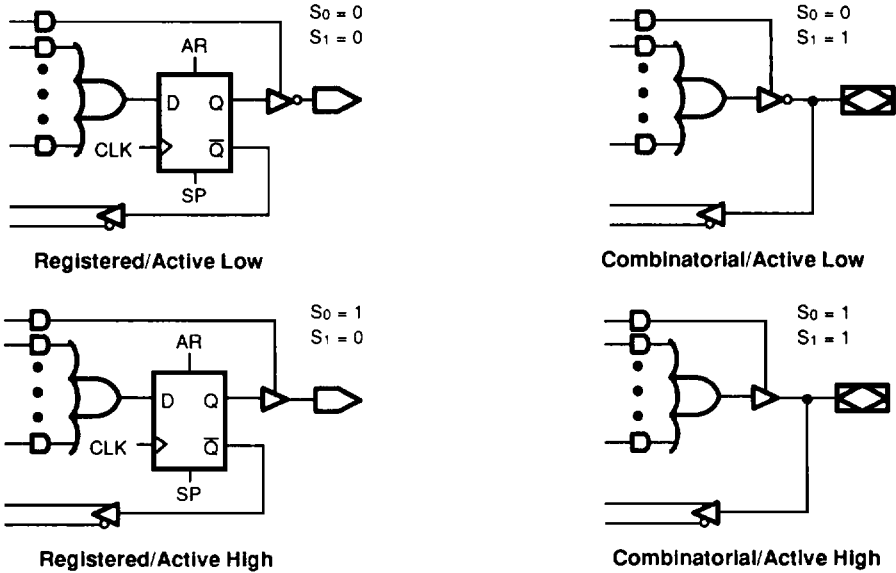 S0 = 0
S1 = 0
AR
D Q
CLK Q̅
SP
Registered/Active Low
S0 = 0
S1 = 1
Combinatorial/Active Low
S0 = 1
S1 = 0
AR
D Q
CLK Q̅
SP
Registered/Active High
S0 = 1
S1 = 1
Combinatorial/Active High